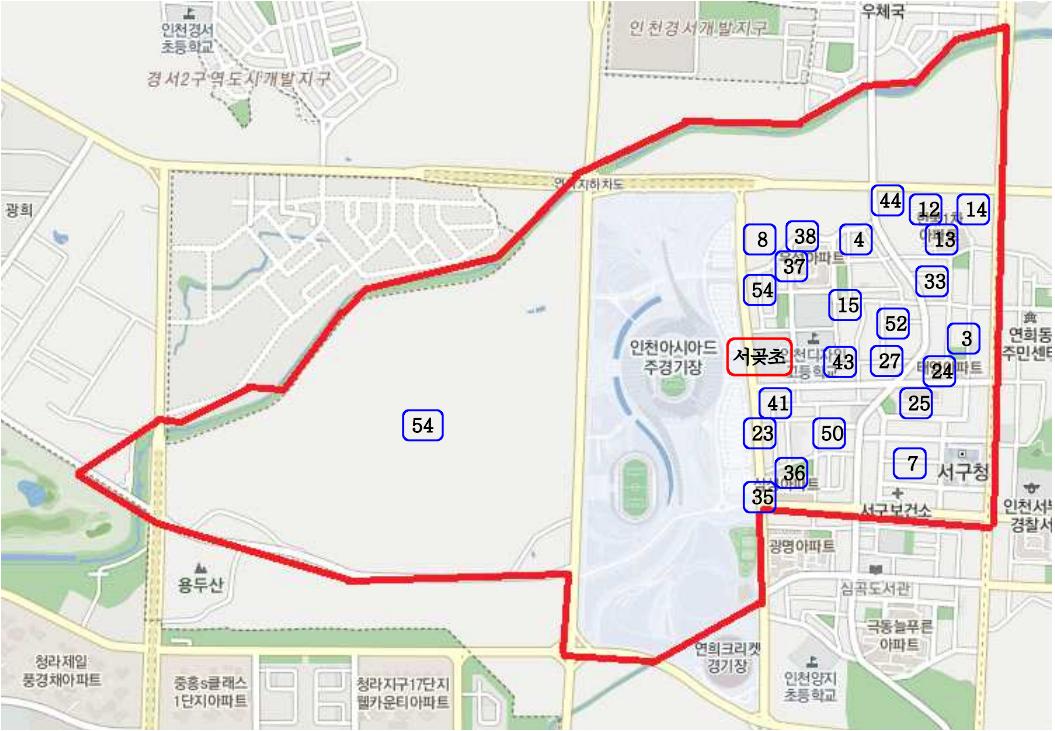 우체국
인천경서
초등학교
인천경서개발지구
경서2구역도시개발지구
광희
44
12
14
8
38
4
13
37
33
54
15
52
3
인천아시아드
주경기장
서곶초
43
27
24
연희동
주민센터
41
25
54
23
50
36
7
서구청
35
서구보건소
인천서부
경찰서
광명아파트
용두산
심곡도서관
극동늘푸른
아파트
연희크리켓
경기장
청라제일
풍경채아파트
중흥s클래스
1단지아파트
청라지구17단지
웰카운티아파트
인천양지
초등학교